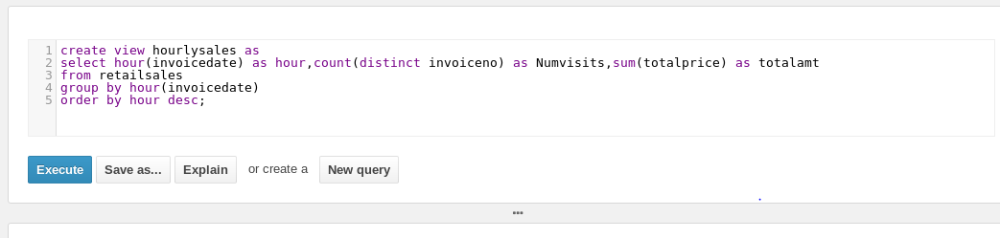 1 create view hourlysales as
2 select hour(invoicedate) as hour,count(distinct invoiceno) as Numvisits,sum(totalprice) as totalamt
3 from retailsales
4 group by hour(invoicedate)
5 order by hour desc;
Execute Save as... Explain or create a New query